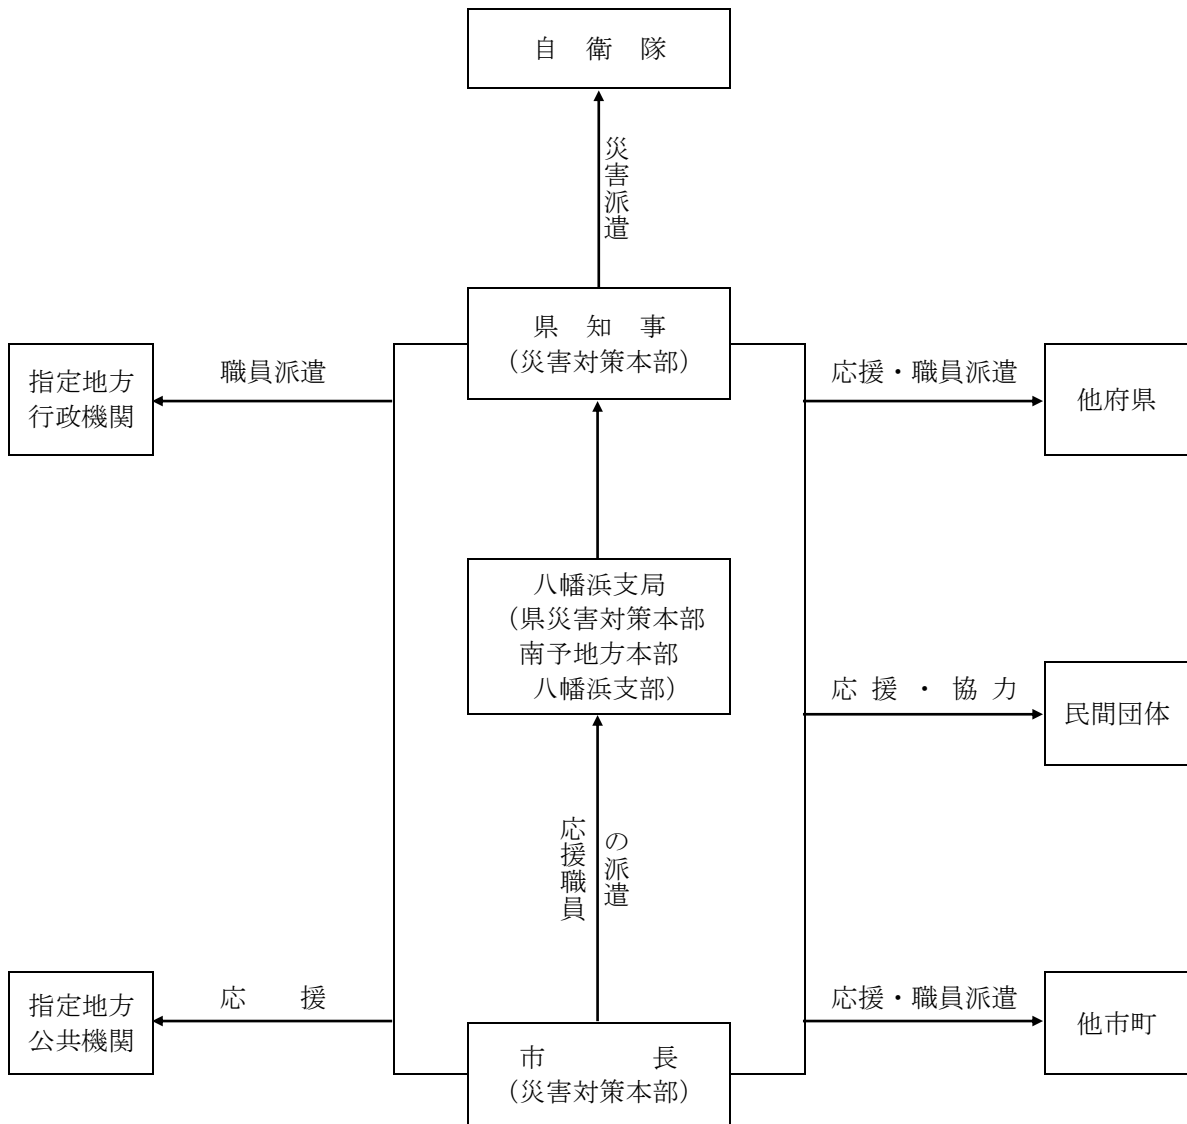 自　衛　隊
災害派遣
県　知　事
（災害対策本部）
指定地方
行政機関
職員派遣
応援・職員派遣
他府県
八幡浜支局
（県災害対策本部
南予地方本部
八幡浜支部）
応 援 ・ 協 力
民間団体
応援職員
の派遣
指定地方
公共機関
応　　援
応援・職員派遣
他市町
市　　　　長
（災害対策本部）